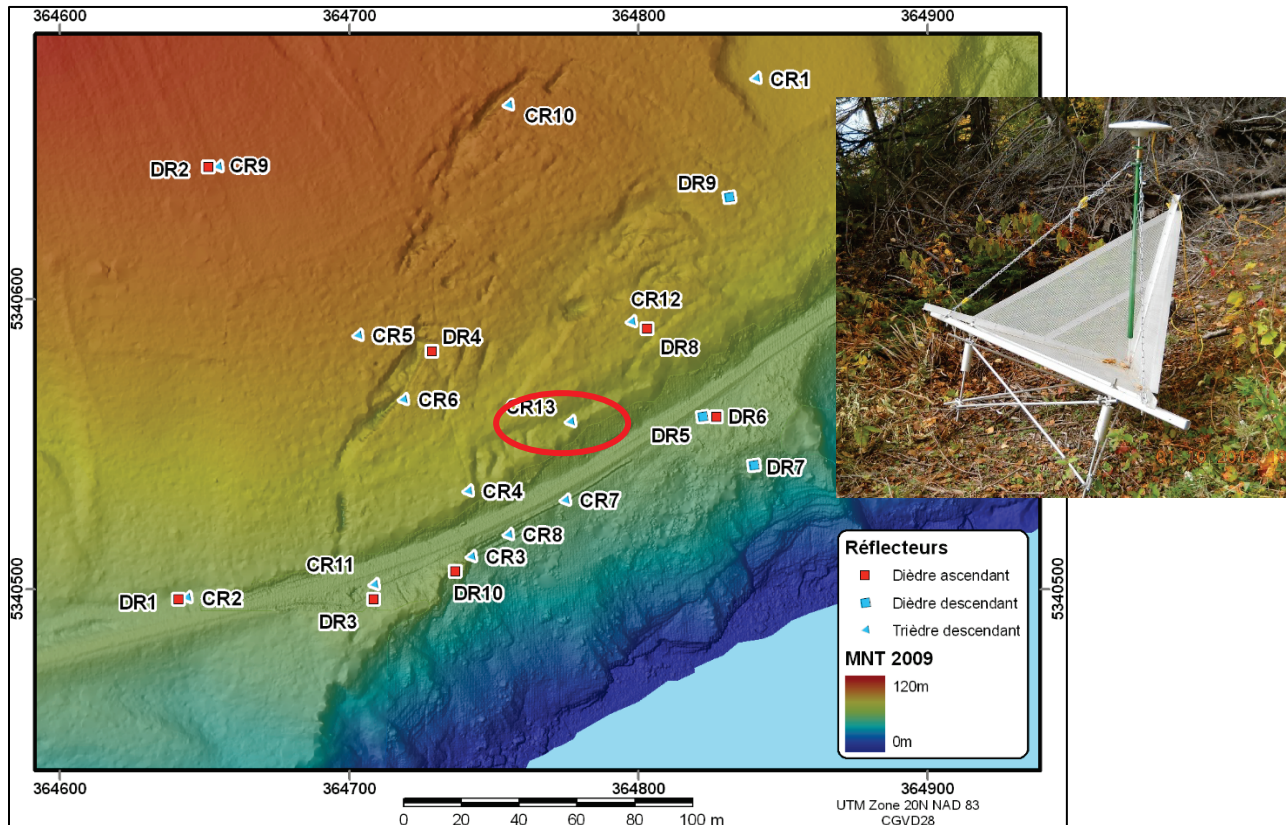 364600 364700 364800 364900
CR1
CR10
DR2 CR9
DR9
5340600
CR12
CR5 DR4
DR8
CR6
CR13
DR5 DR6
DR7
CR4
CR7
CR8
CR3
CR11
DR10
DR1 CR2
DR3
5340500
5340500
Réflecteurs
Dièdre ascendant
Dièdre descendant
Trièdre descendant
MNT 2009
120m
0m
364600 364700 364800 364900
0 20 40 60 80 100 m
UTM Zone 20N NAD 83
CGVD28